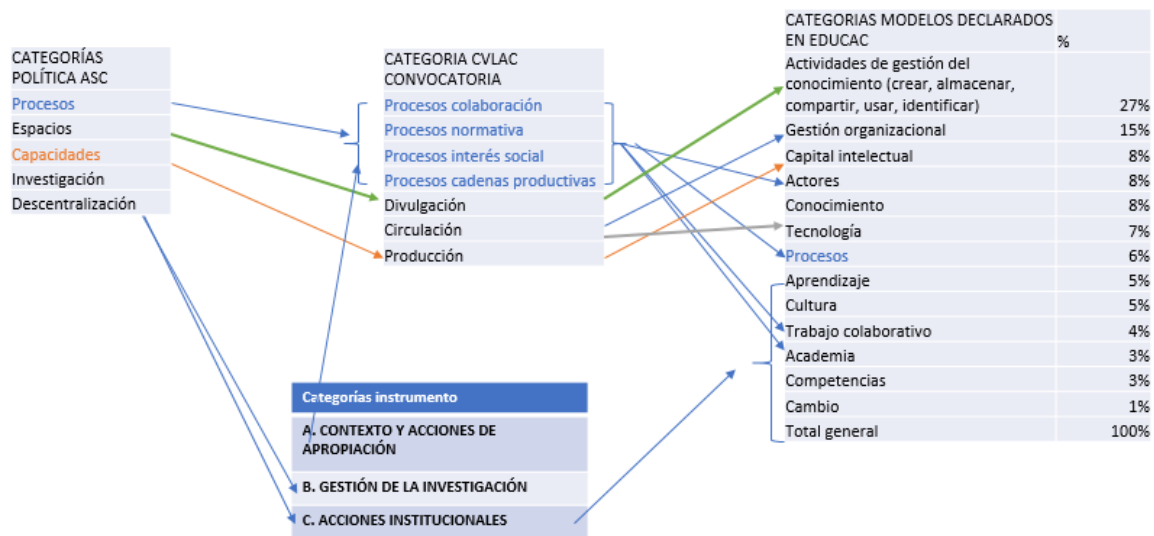 CATEGORÍAS
POLÍTICA ASC
Procesos
Espacios
Capacidades
Investigación
Descentralización
CATEGORIA CVLAC
CONVOCATORIA
Procesos colaboración
Procesos normativa
Procesos interés social
Procesos cadenas productivas
Divulgación
Circulación
Producción
Categorías instrumento
A. CONTEXTO Y ACCIONES DE
APROPIACIÓN
B. GESTIÓN DE LA INVESTIGACIÓN
C. ACCIONES INSTITUCIONALES
CATEGORIAS MODELOS DECLARADOS
EN EDUCAC %
Actividades de gestión del
conocimiento (crear, almacenar,
compartir, usar, identificar) 27%
Gestión organizacional 15%
Capital intelectual 8%
Actores 8%
Conocimiento 8%
Tecnología 7%
Procesos 6%
Aprendizaje 5%
Cultura 5%
Trabajo colaborativo 4%
Academia 3%
Competencias 3%
Cambio 1%
Total general 100%